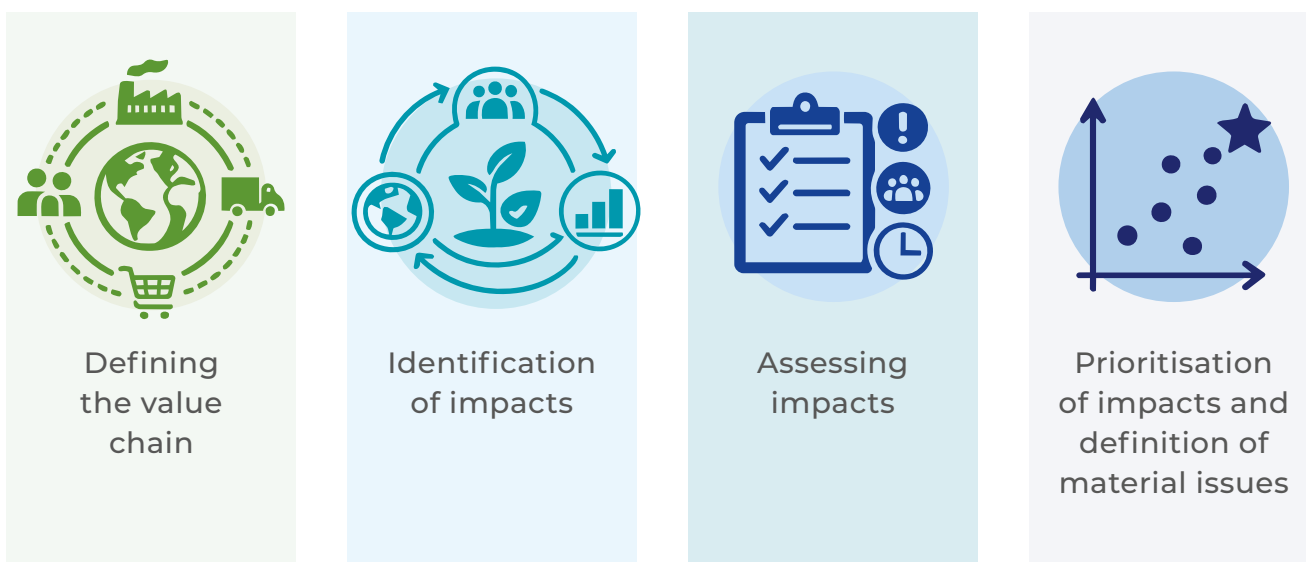 Defining
the value
chain
Identification
of impacts
Assessing
impacts
Prioritisation
of impacts and
definition of
material issues